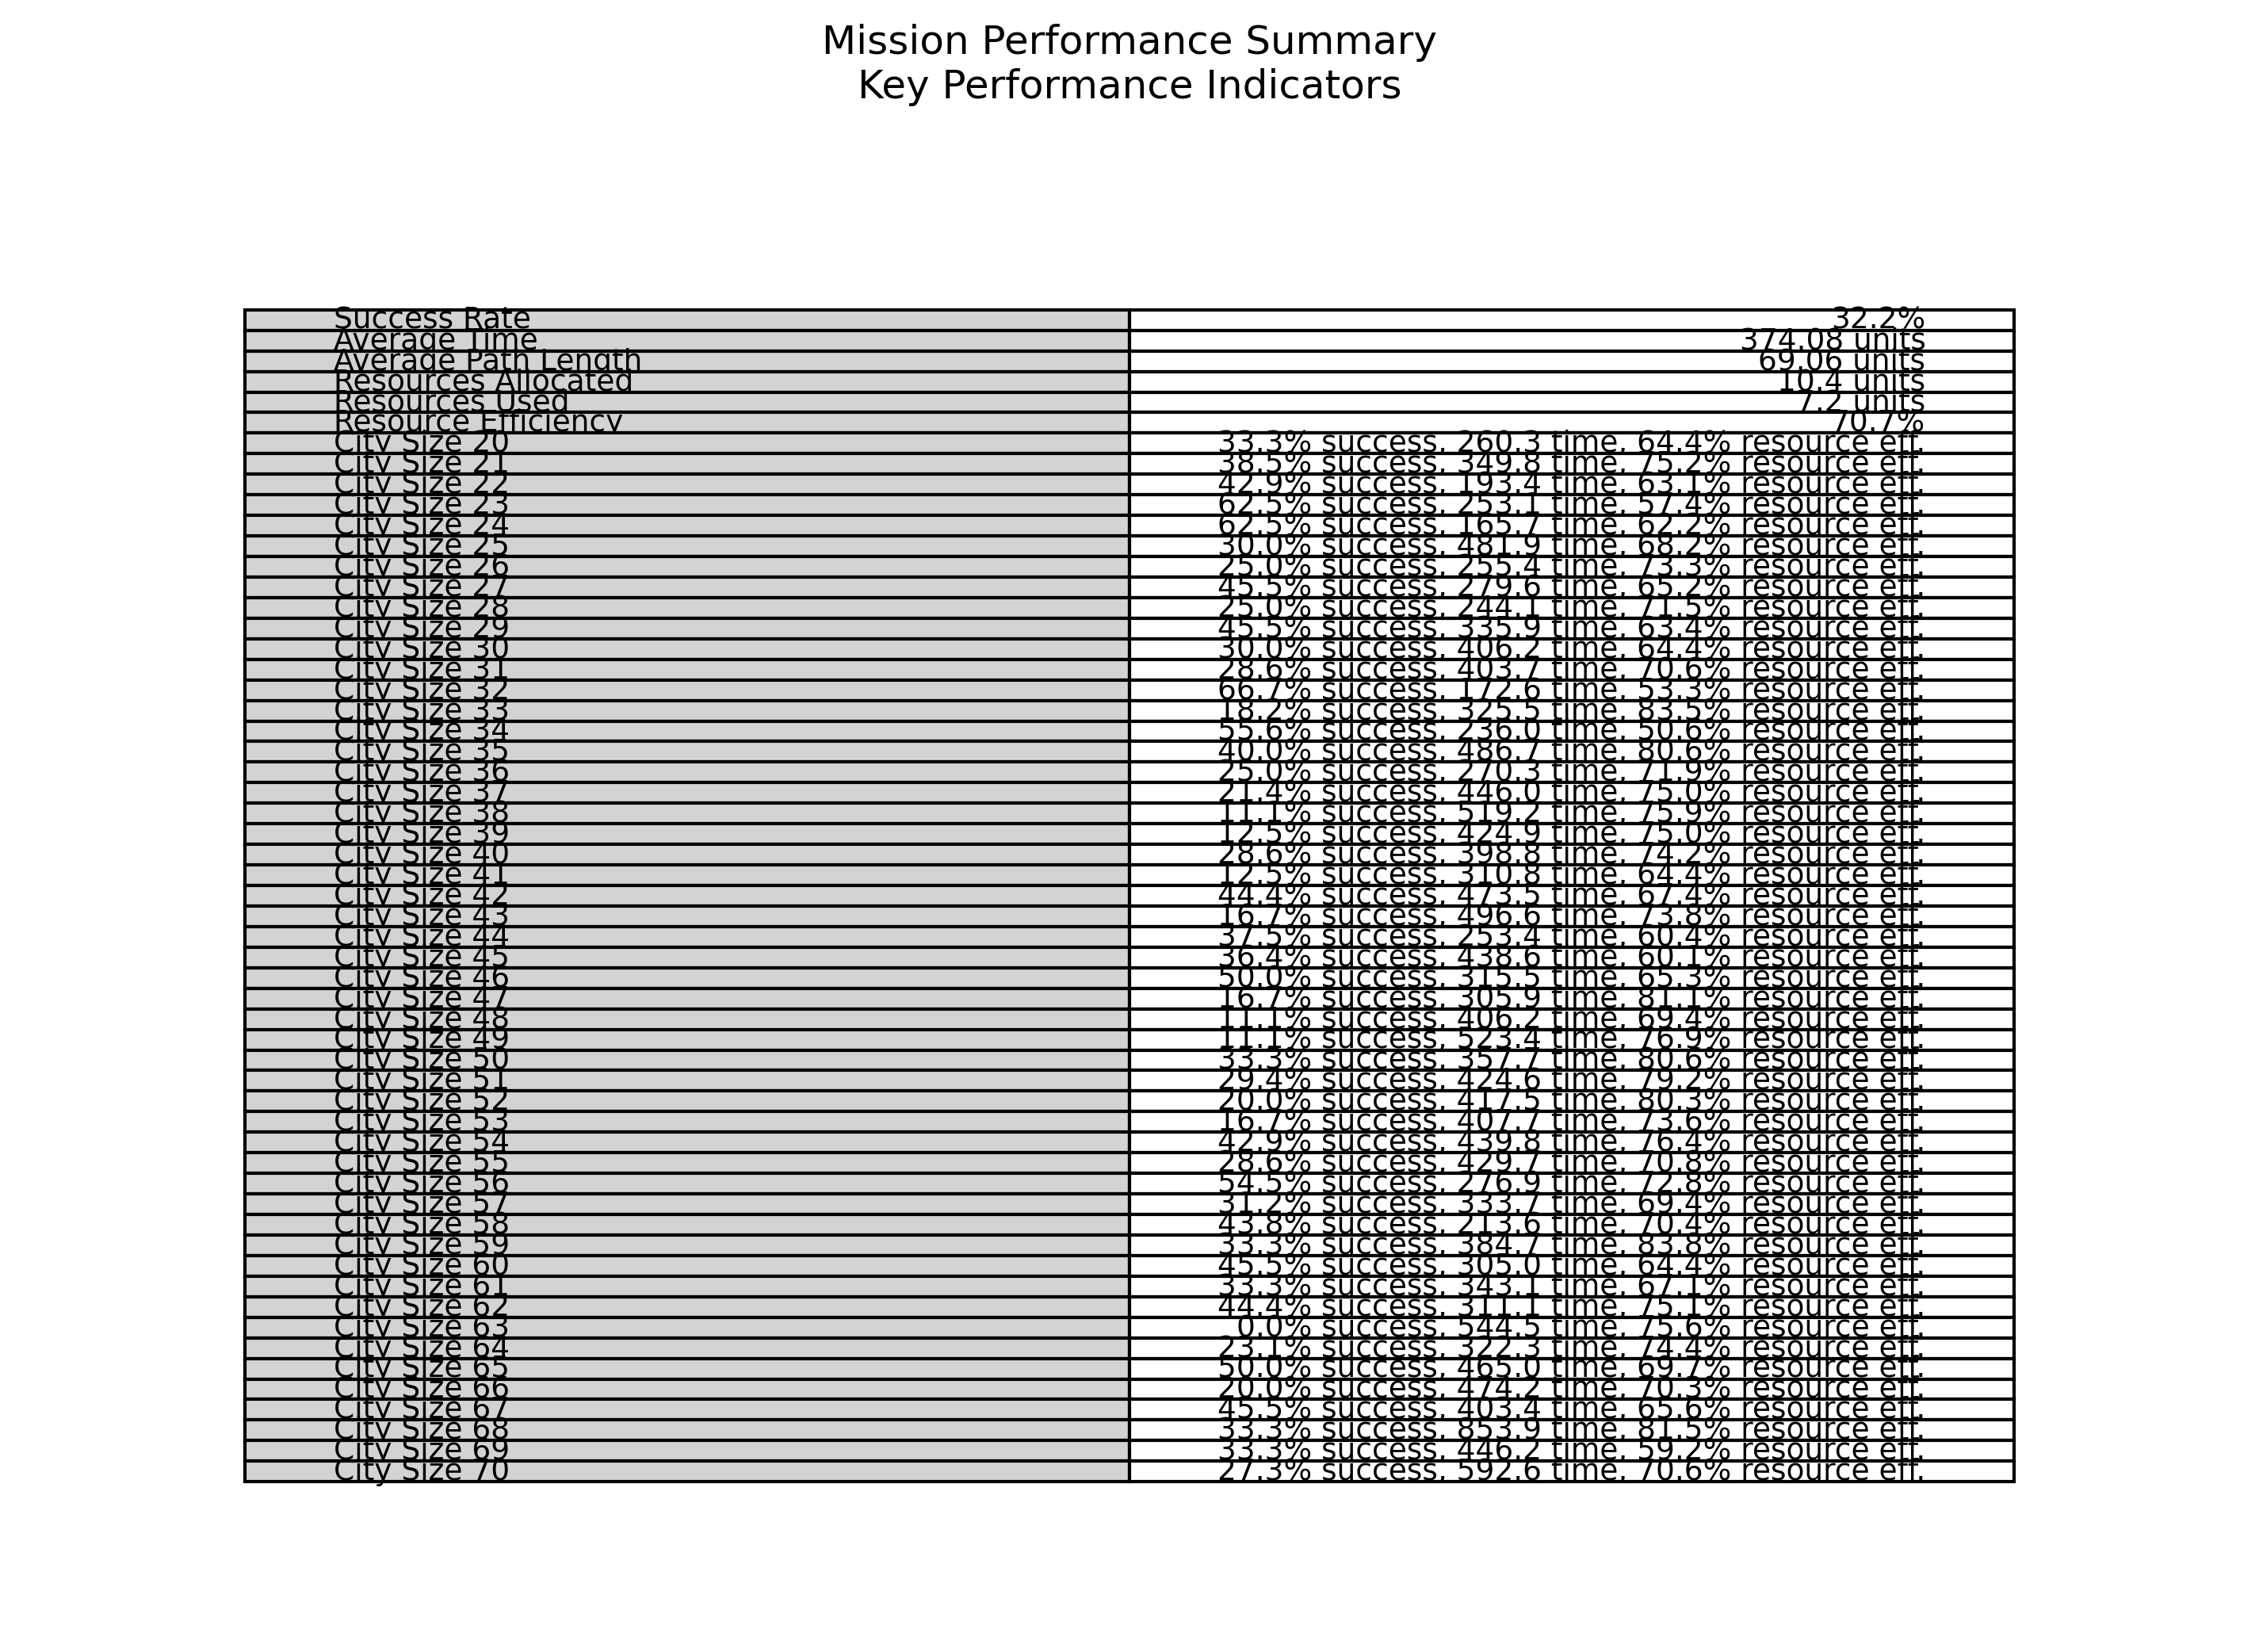 Mission Performance Summary
Key Performance Indicators
Success Rate 32.2%
Average Time 374.08 units
Average Path Length 69.06 units
Resources Allocated 10.4 units
Resources Used 7.2 units
Resource Efficiency 70.7%
City Size 20 33.3% success, 260.3 time, 64.4% resource eff.
City Size 21 38.5% success, 349.8 time, 75.2% resource eff.
City Size 22 42.9% success, 193.4 time, 63.1% resource eff.
City Size 23 62.5% success, 253.1 time, 57.4% resource eff.
City Size 24 62.5% success, 165.7 time, 62.2% resource eff.
City Size 25 30.0% success, 481.9 time, 68.2% resource eff.
City Size 26 25.0% success, 255.4 time, 73.3% resource eff.
City Size 27 45.5% success, 279.6 time, 65.2% resource eff.
City Size 28 25.0% success, 244.1 time, 71.5% resource eff.
City Size 29 45.5% success, 335.9 time, 63.4% resource eff.
City Size 30 30.0% success, 406.2 time, 64.4% resource eff.
City Size 31 28.6% success, 403.7 time, 70.6% resource eff.
City Size 32 66.7% success, 172.6 time, 53.3% resource eff.
City Size 33 18.2% success, 325.5 time, 83.5% resource eff.
City Size 34 55.6% success, 236.0 time, 50.6% resource eff.
City Size 35 40.0% success, 486.7 time, 80.6% resource eff.
City Size 36 25.0% success, 270.3 time, 71.9% resource eff.
City Size 37 21.4% success, 446.0 time, 75.0% resource eff.
City Size 38 11.1% success, 519.2 time, 75.9% resource eff.
City Size 39 12.5% success, 424.9 time, 75.0% resource eff.
City Size 40 28.6% success, 398.8 time, 74.2% resource eff.
City Size 41 12.5% success, 310.8 time, 64.4% resource eff.
City Size 42 44.4% success, 473.5 time, 67.4% resource eff.
City Size 43 16.7% success, 496.6 time, 73.8% resource eff.
City Size 44 37.5% success, 253.4 time, 60.4% resource eff.
City Size 45 36.4% success, 438.6 time, 60.1% resource eff.
City Size 46 50.0% success, 315.5 time, 65.3% resource eff.
City Size 47 16.7% success, 305.9 time, 81.1% resource eff.
City Size 48 11.1% success, 406.2 time, 69.4% resource eff.
City Size 49 11.1% success, 523.4 time, 76.9% resource eff.
City Size 50 33.3% success, 357.7 time, 80.6% resource eff.
City Size 51 29.4% success, 424.6 time, 79.2% resource eff.
City Size 52 20.0% success, 417.5 time, 80.3% resource eff.
City Size 53 16.7% success, 407.7 time, 73.6% resource eff.
City Size 54 42.9% success, 439.8 time, 76.4% resource eff.
City Size 55 28.6% success, 429.7 time, 70.8% resource eff.
City Size 56 54.5% success, 276.9 time, 72.8% resource eff.
City Size 57 31.2% success, 333.7 time, 69.4% resource eff.
City Size 58 43.8% success, 213.6 time, 70.4% resource eff.
City Size 59 33.3% success, 384.7 time, 83.8% resource eff.
City Size 60 45.5% success, 305.0 time, 64.4% resource eff.
City Size 61 33.3% success, 343.1 time, 67.1% resource eff.
City Size 62 44.4% success, 311.1 time, 75.1% resource eff.
City Size 63 0.0% success, 544.5 time, 75.6% resource eff.
City Size 64 23.1% success, 322.3 time, 74.4% resource eff.
City Size 65 50.0% success, 465.0 time, 69.7% resource eff.
City Size 66 20.0% success, 474.2 time, 70.3% resource eff.
City Size 67 45.5% success, 403.4 time, 65.6% resource eff.
City Size 68 33.3% success, 853.9 time, 81.5% resource eff.
City Size 69 33.3% success, 446.2 time, 59.2% resource eff.
City Size 70 27.3% success, 592.6 time, 70.6% resource eff.